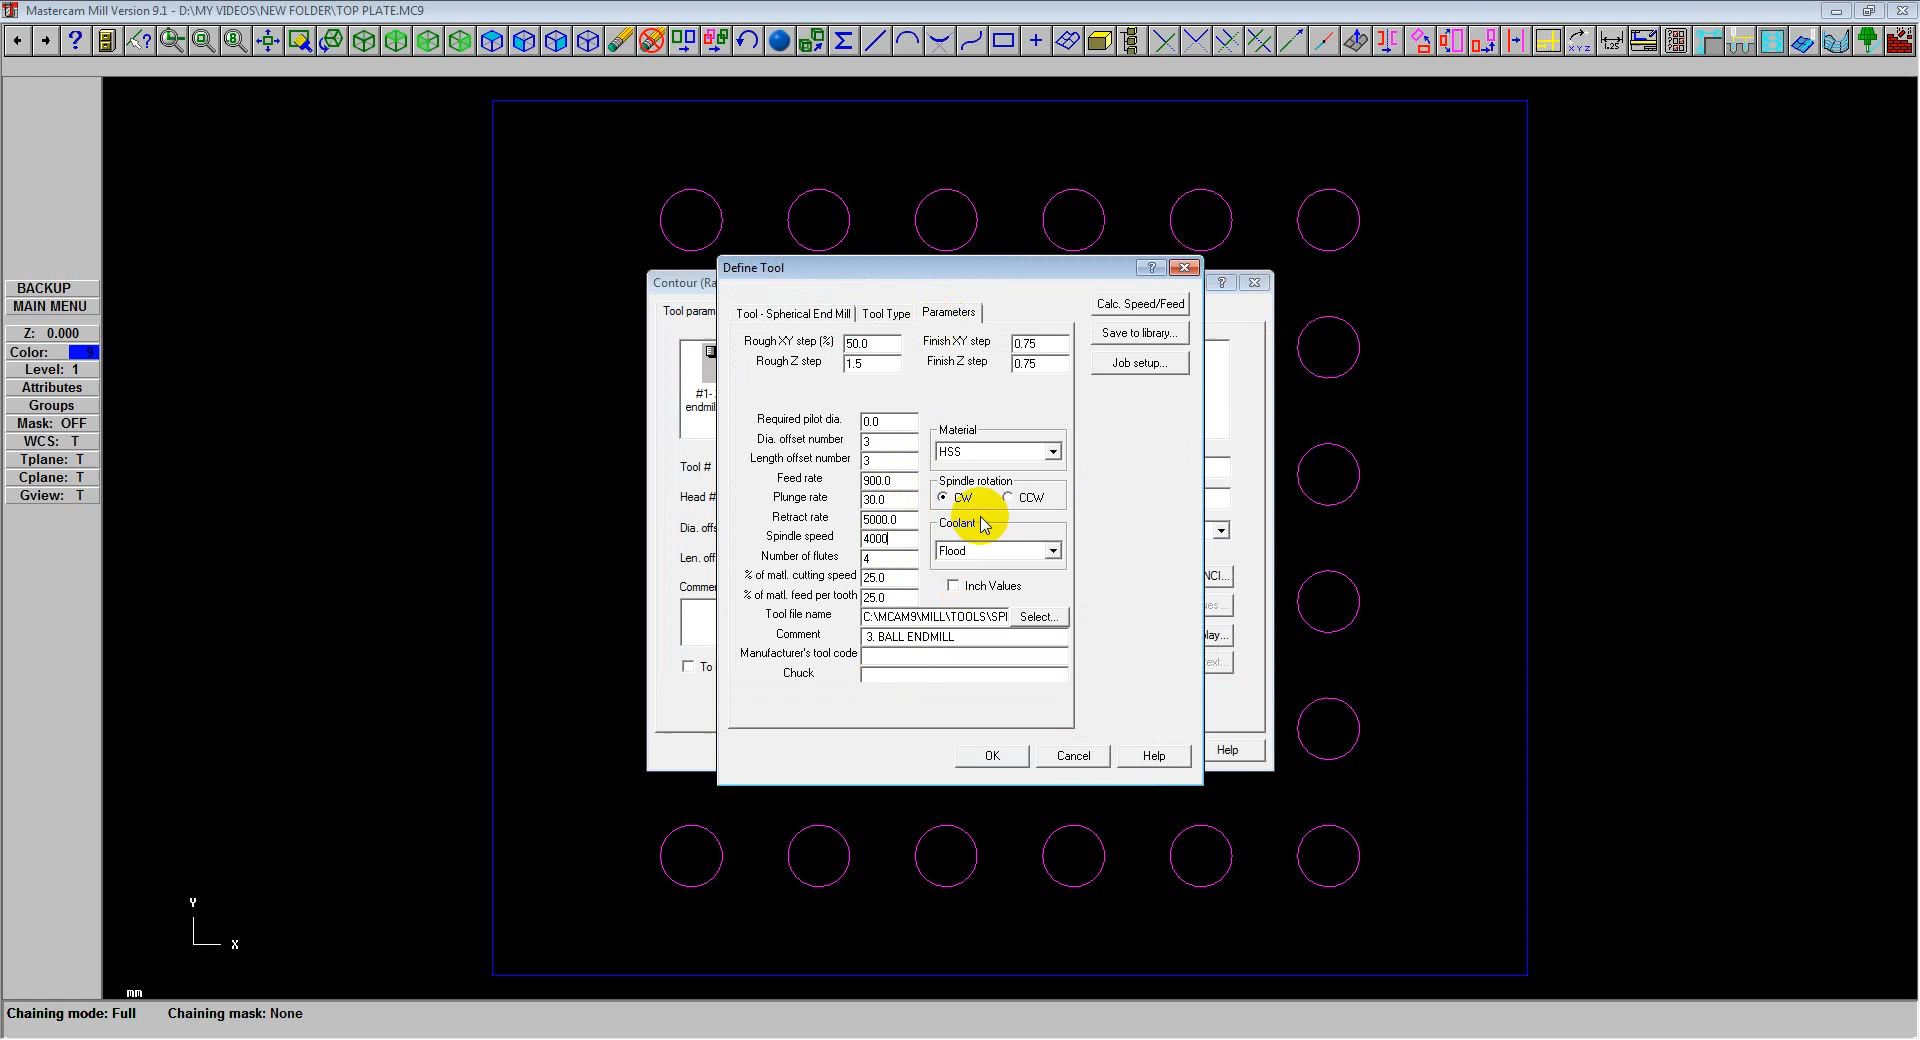 Mastercam Mill Version 9.1 - D:\MY VIDEOS\NEW FOLDER\TOP PLATE.MC9
BACKUP
MAIN MENU
Z: 0.000
Color: 9
Level: 1
Attributes
Groups
Mask: OFF
WCS: T
Tplane: T
Cplane: T
Gview: T
Contour (Ra
Tool param
#1-
endmil
Tool #
Head #
Dia. offs
Len. off
Comme
To
NCI...
es ...
lay...
ext...
Help
Define Tool
Tool - Spherical End Mill
Tool Type
Parameters
Calc. Speed/Feed
Save to library...
Job setup...
Rough XY step (%) 50.0
Finish XY step 0.75
Rough Z step 1.5
Finish Z step 0.75
Required pilot dia. 0.0
Dia. offset number 3
Length offset number 3
Feed rate 900.0
Plunge rate 30.0
Retract rate 5000.0
Spindle speed 4000
Number of flutes 4
% of matl. cutting speed 25.0
% of matl. feed per tooth 25.0
Material
HSS
Spindle rotation
CW CCW
Coolant
Flood
Inch Values
Tool file name C:\MCAM9\MILL\TOOLS\SPI Select...
Comment 3. BALL ENDMILL
Manufacturer's tool code
Chuck
OK Cancel Help
Y
X
mm
Chaining mode: Full Chaining mask: None